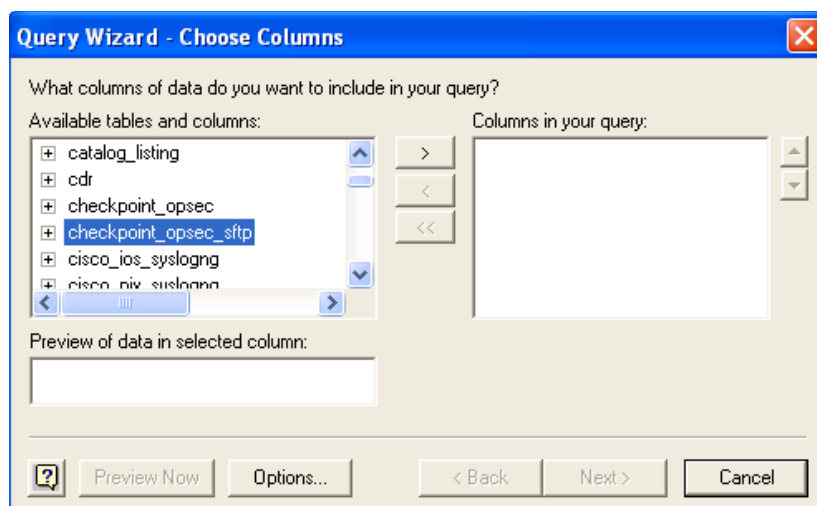 Query Wizard - Choose Columns
What columns of data do you want to include in your query?
Available tables and columns:
Columns in your query:
catalog_listing
cdr
checkpoint_opsec
checkpoint_opsec_sftp
cisco_ios_syslogng
cisco_pix_syslogng
>
<
<<
Preview of data in selected column:
Preview Now
Options...
< Back
Next >
Cancel